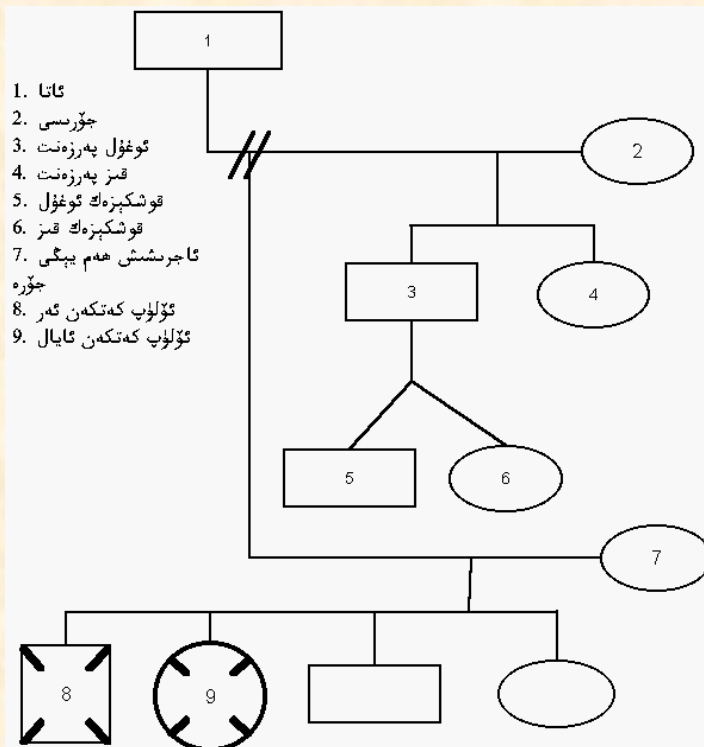 1
1. ئاتا
2. جۆرىسى
3. ئوغۇل پەرزەنت
4. قىز پەرزەنت
5. قوشكېزەك ئوغۇل
6. قوشكېزەك قىز
7. ئاجرىشىش ھەم يېڭى
جۆرە
8. ئۆلۈپ كەتكەن ئەر
9. ئۆلۈپ كەتكەن ئايال
2
3
4
5
6
7
8
9